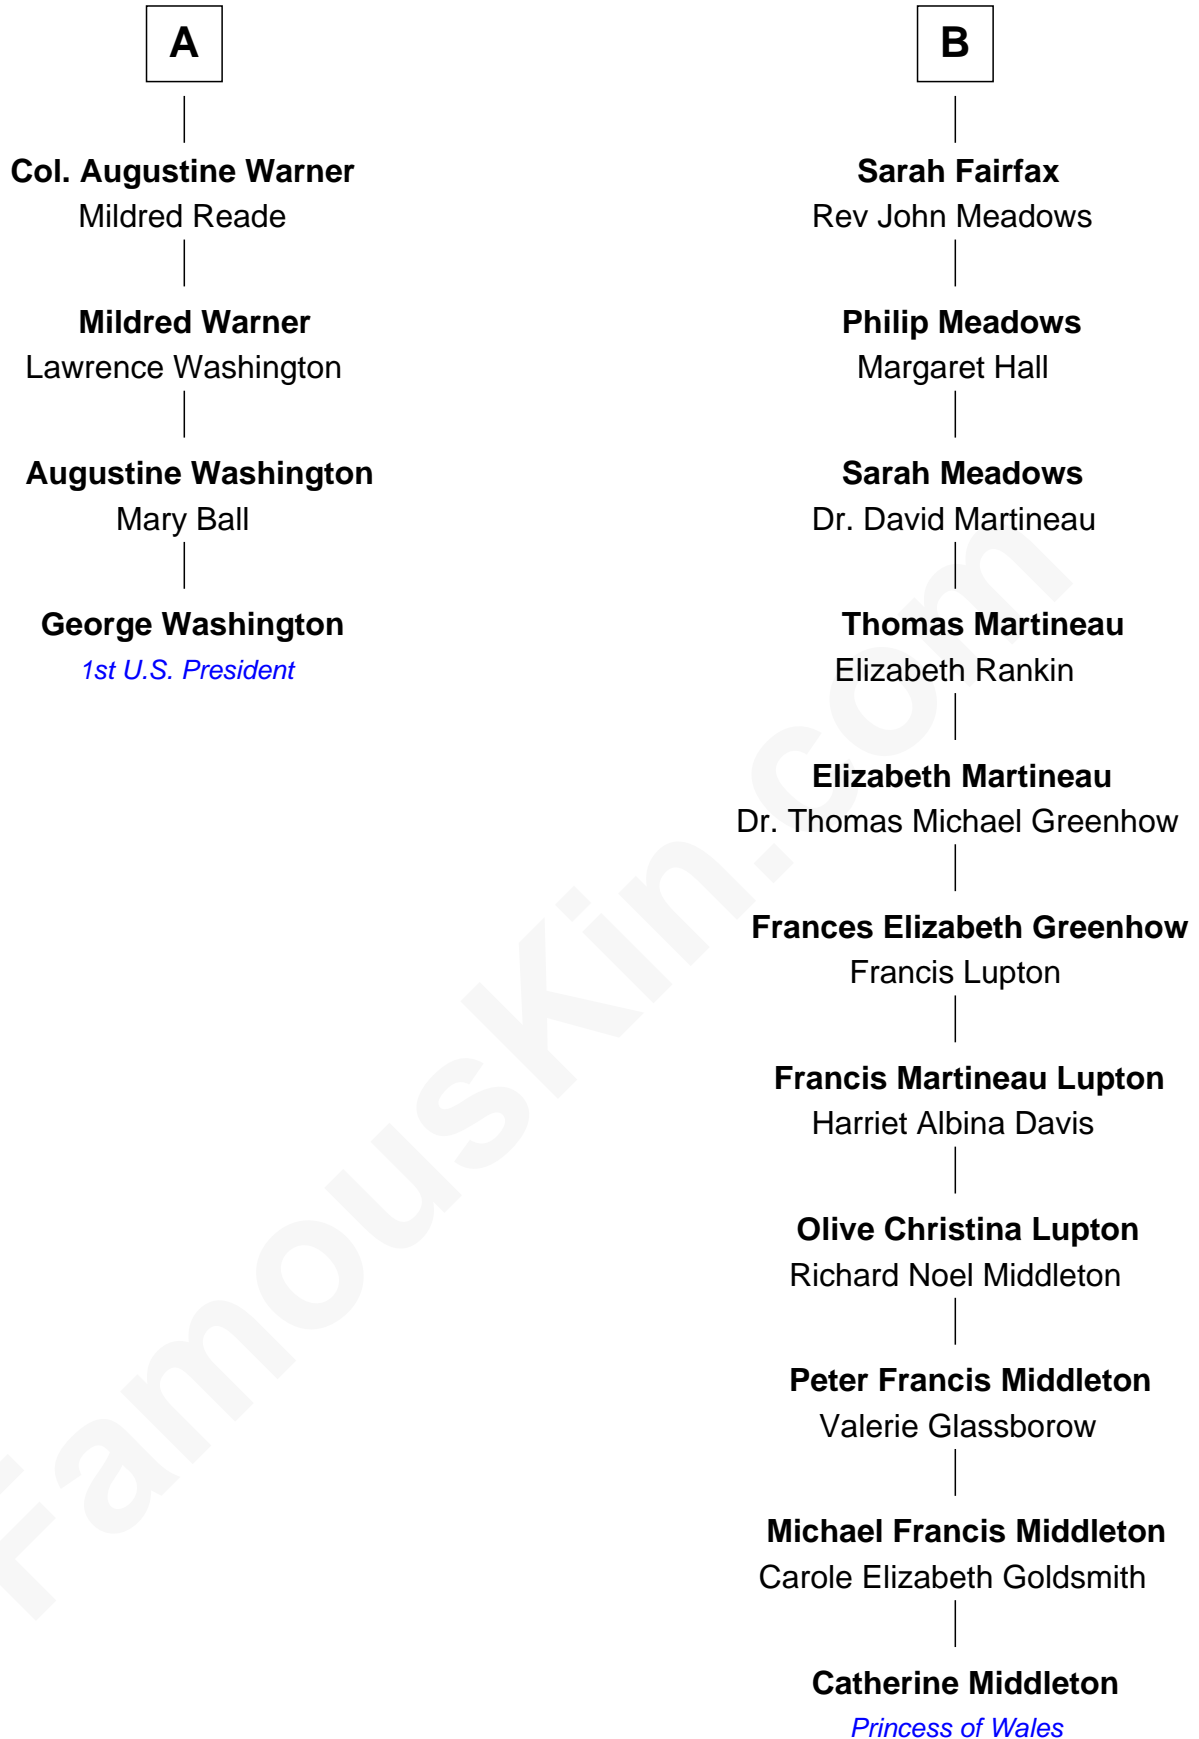 A
Col. Augustine Warner
Mildred Reade
Mildred Warner
Lawrence Washington
Augustine Washington
Mary Ball
George Washington
1st U.S. President
B
Sarah Fairfax
Rev John Meadows
Philip Meadows
Margaret Hall
Sarah Meadows
Dr. David Martineau
Thomas Martineau
Elizabeth Rankin
Elizabeth Martineau
Dr. Thomas Michael Greenhow
Frances Elizabeth Greenhow
Francis Lupton
Francis Martineau Lupton
Harriet Albina Davis
Olive Christina Lupton
Richard Noel Middleton
Peter Francis Middleton
Valerie Glassborow
Michael Francis Middleton
Carole Elizabeth Goldsmith
Catherine Middleton
Princess of Wales
FamousKin.com